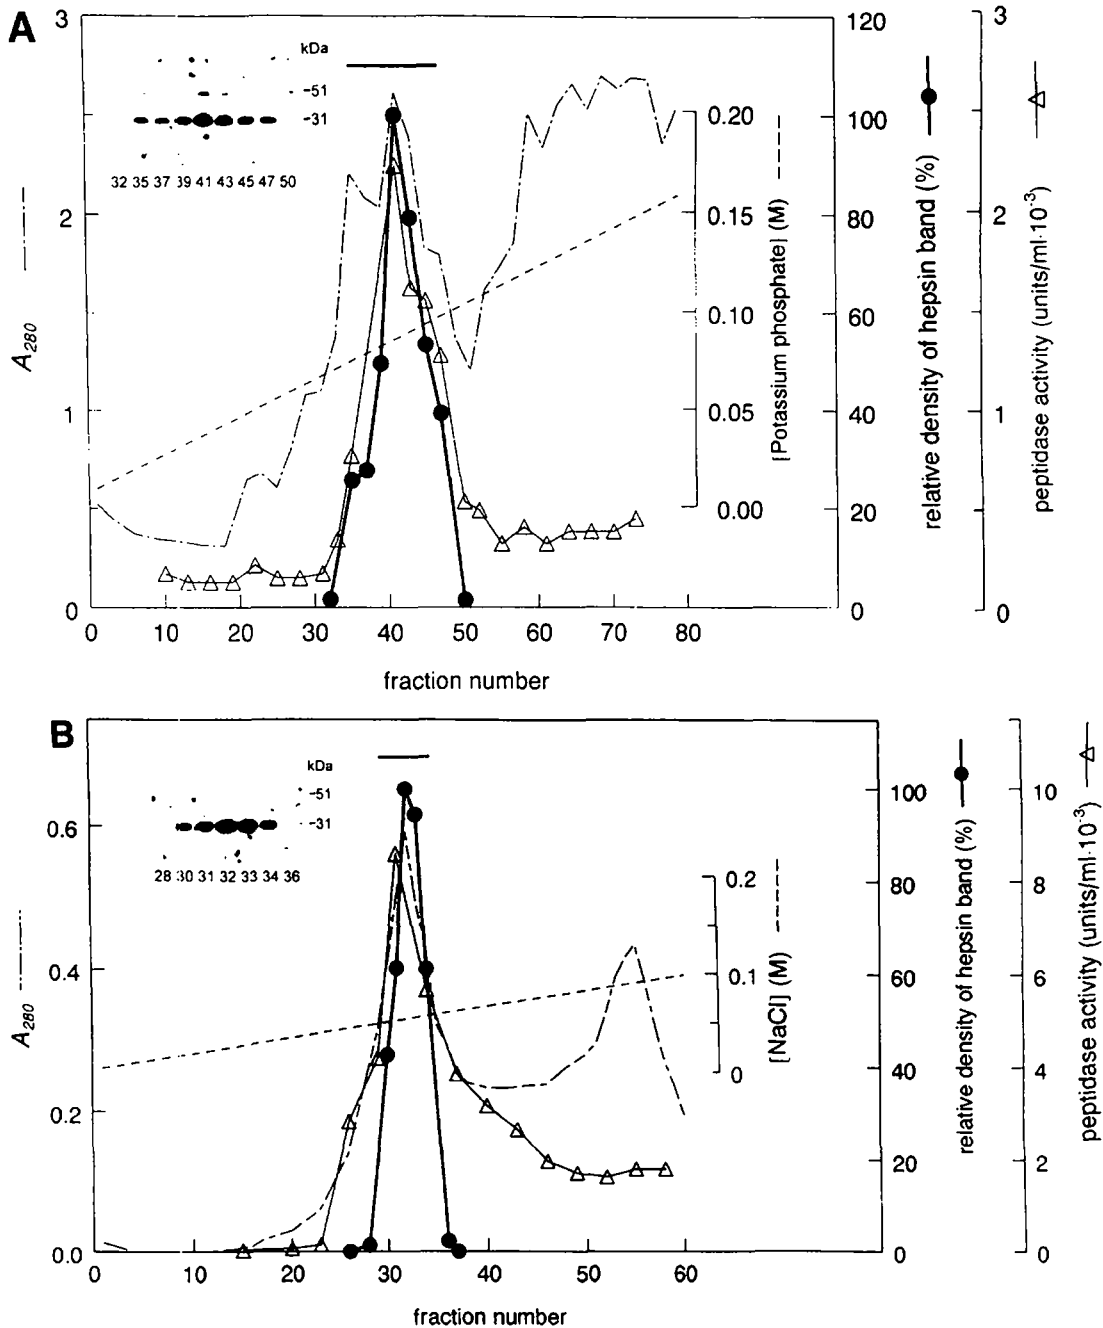 A
3
2
1
0
A280
kDa
−51
−31
32 35 37 39 41 43 45 47 50
0.20
0.15
0.10
0.05
0.00
[Potassium phosphate] (M)
120
100
80
60
40
20
0
relative density of hepsin band (%)
3
2
1
0
peptidase activity (units/ml·10-3)
0 10 20 30 40 50 60 70 80
fraction number
B
0.6
0.4
0.2
0.0
A280
kDa
−51
−31
28 30 31 32 33 34 36
0.2
0.1
0
[NaCl] (M)
100
80
60
40
20
0
relative density of hepsin band (%)
10
8
6
4
2
0
peptidase activity (units/ml·10-3)
0 10 20 30 40 50 60
fraction number